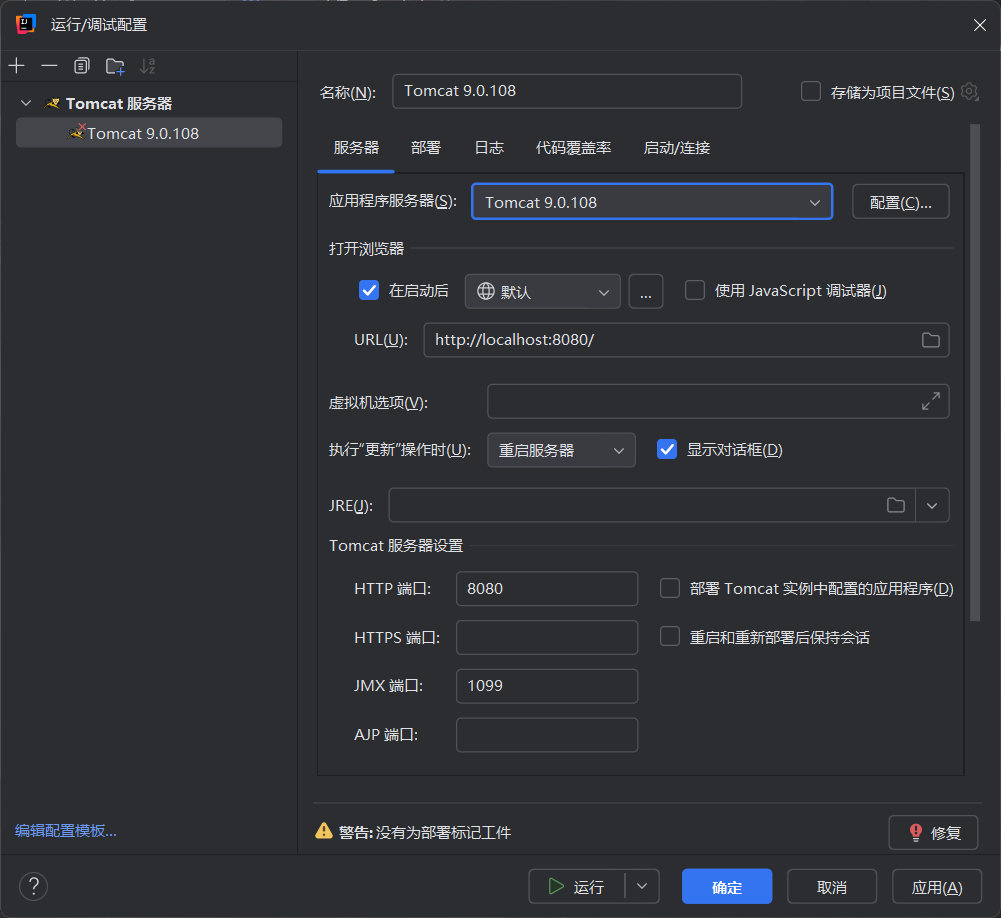 运行/调试配置
Tomcat 服务器
Tomcat 9.0.108
名称(N): Tomcat 9.0.108 存储为项目文件(S)
服务器 部署 日志 代码覆盖率 启动/连接
应用程序服务器(S): Tomcat 9.0.108 配置(C)...
打开浏览器
在启动后 默认 ... 使用 JavaScript 调试器(J)
URL(U): http://localhost:8080/
虚拟机选项(V):
执行“更新”操作时(U): 重启服务器 显示对话框(D)
JRE(J):
Tomcat 服务器设置
HTTP 端口: 8080 部署 Tomcat 实例中配置的应用程序(D)
HTTPS 端口: 重启和重新部署后保持会话
JMX 端口: 1099
AJP 端口:
编辑配置模板...
警告: 没有为部署标记工件 修复
? 运行 确定 取消 应用(A)